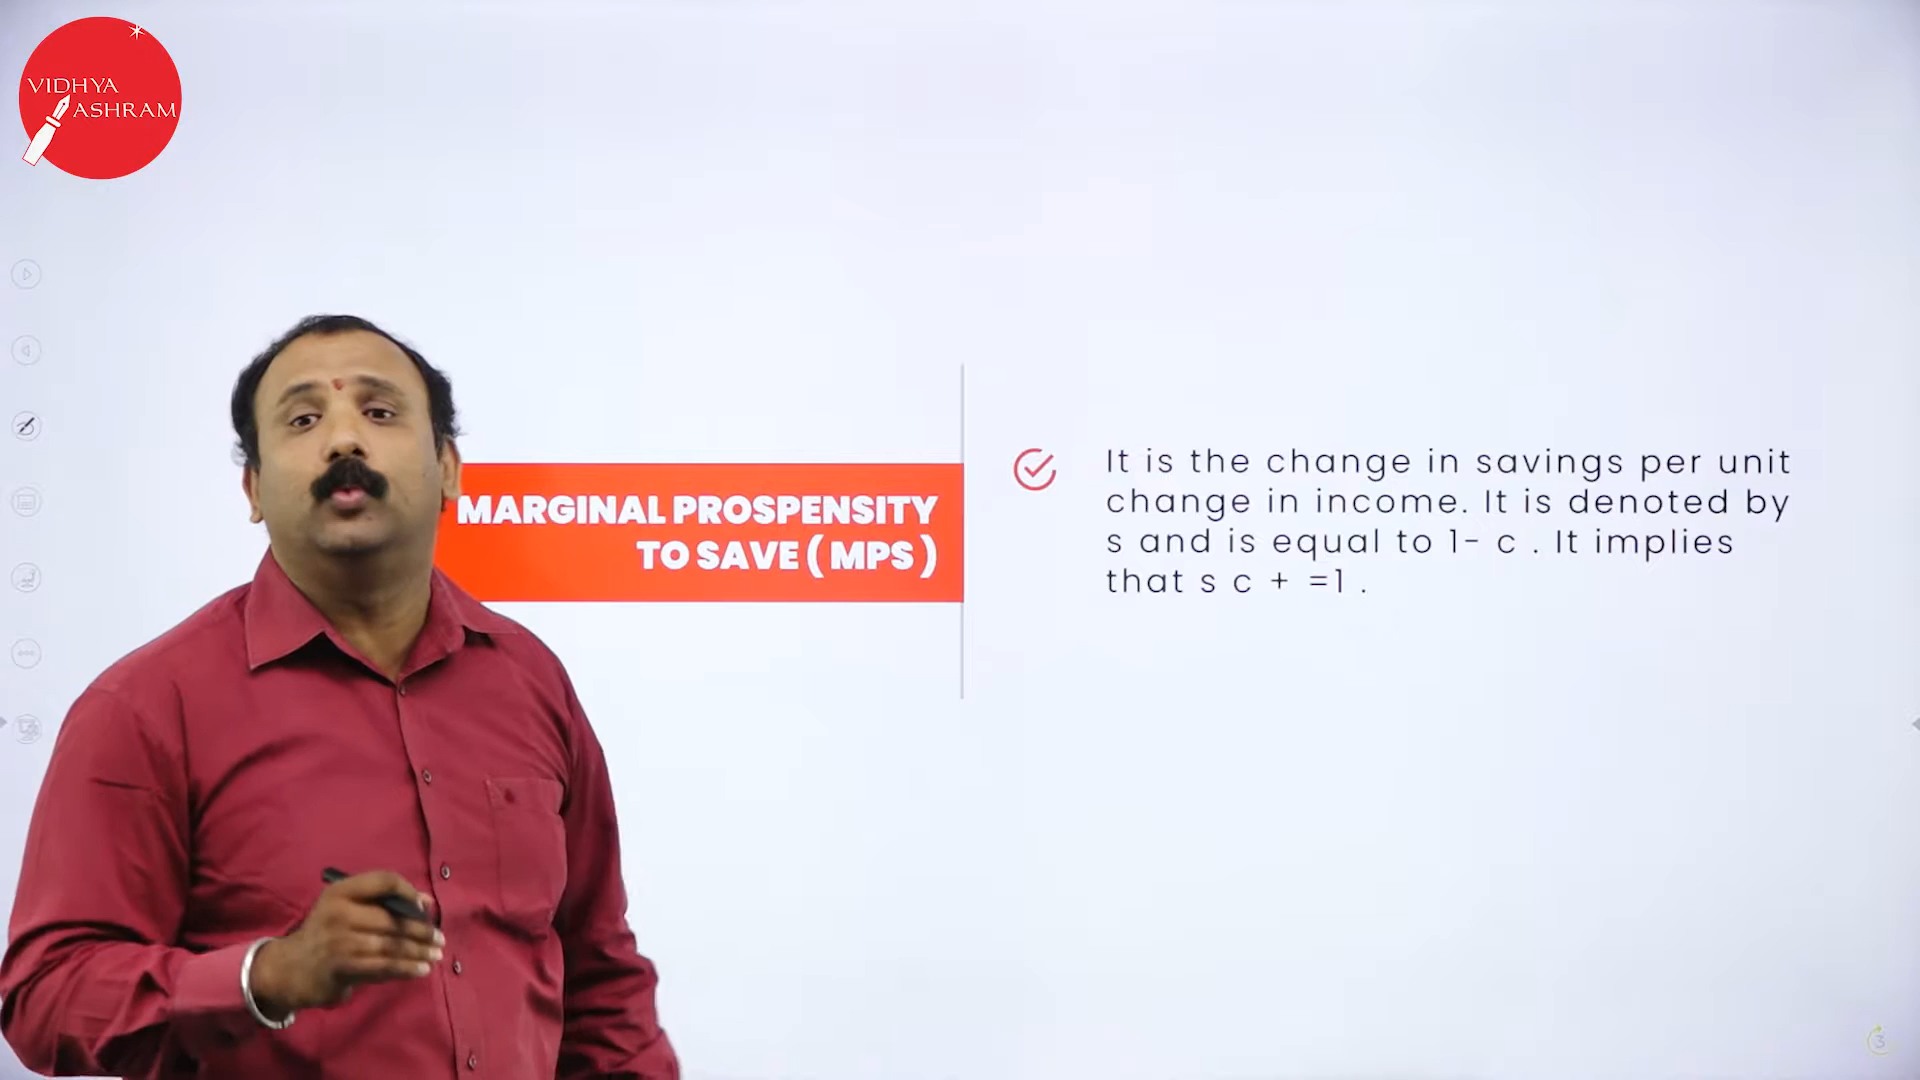 VIDHYA
ASHRAM
MARGINAL PROSPENSITY
TO SAVE ( MPS )
It is the change in savings per unit
change in income. It is denoted by
s and is equal to 1- c . It implies
that s c + =1 .
3